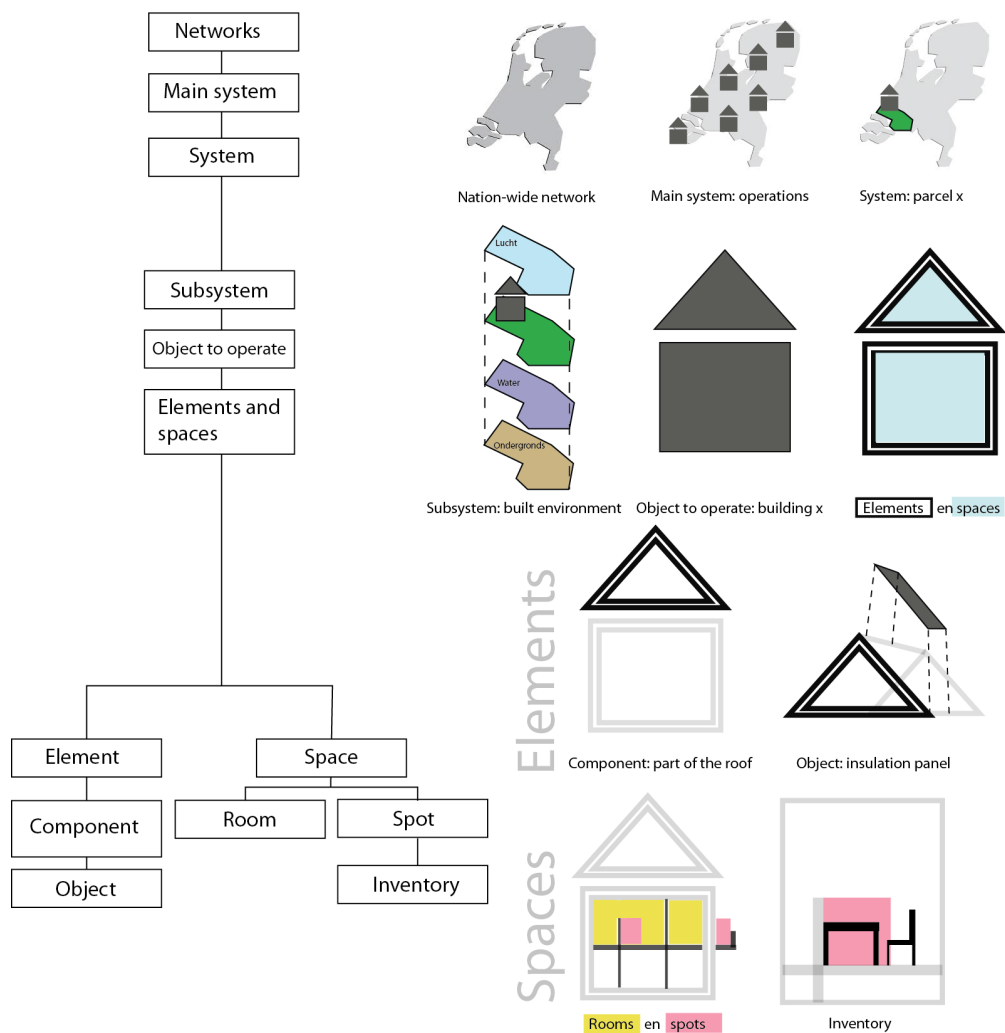 Networks
Main system
System
Subsystem
Object to operate
Elements and
spaces
Element
Space
Component
Room
Spot
Object
Inventory
Nation-wide network
Main system: operations
System: parcel x
Lucht
Water
Ondergronds
Subsystem: built environment
Object to operate: building x
Elements en spaces
Elements
Component: part of the roof
Object: insulation panel
Spaces
Rooms en spots
Inventory